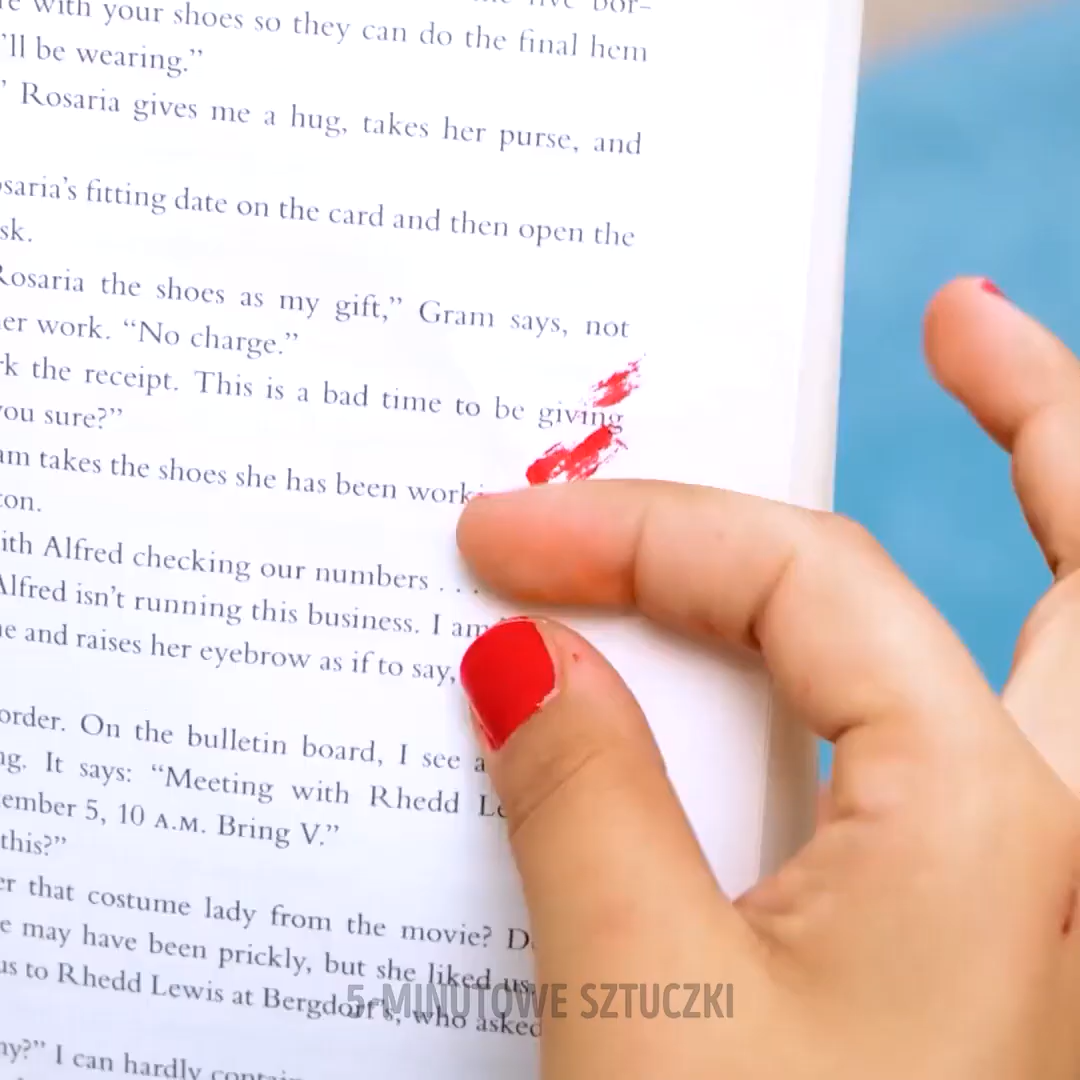 with your shoes so they can do the final hem
'll be wearing.”
” Rosaria gives me a hug, takes her purse, and
saria’s fitting date on the card and then open the
sk.
Rosaria the shoes as my gift,” Gram says, not
er work. “No charge.”
k the receipt. This is a bad time to be giving
you sure?”
am takes the shoes she has been work
ton.
ith Alfred checking our numbers . . .
Alfred isn’t running this business. I am
e and raises her eyebrow as if to say,
order. On the bulletin board, I see a
ng. It says: “Meeting with Rhedd Le
ember 5, 10 A.M. Bring V.”
this?”
er that costume lady from the movie? D
e may have been prickly, but she liked us.
us to Rhedd Lewis at Bergdorf’s, who asked
5-MINUTOWE SZTUCZKI
hy?” I can hardly contain